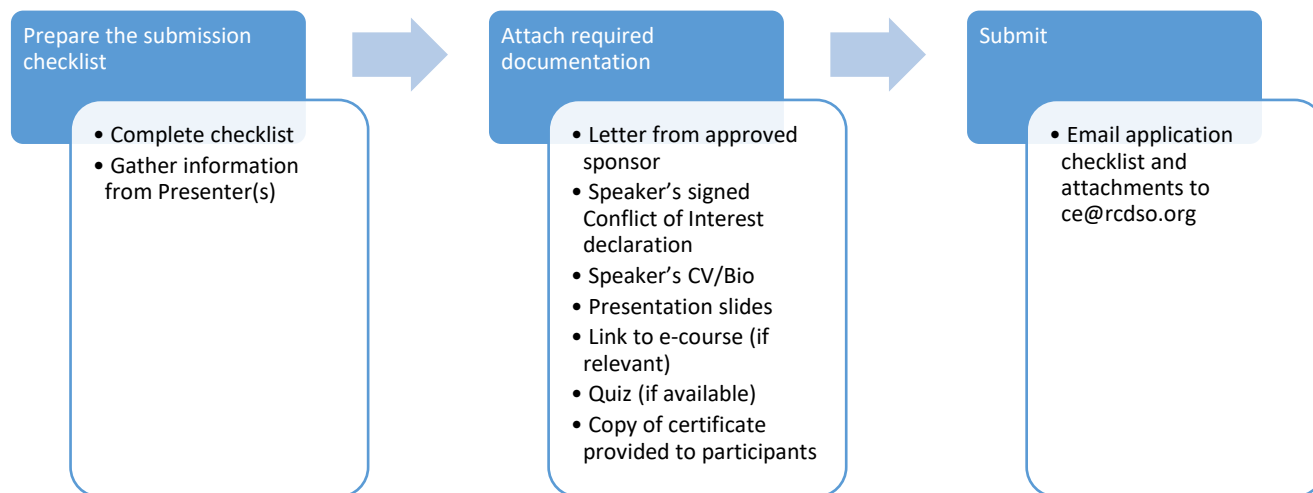 Prepare the submission
checklist
• Complete checklist
• Gather information
from Presenter(s)
Attach required
documentation
• Letter from approved
sponsor
• Speaker’s signed
Conflict of Interest
declaration
• Speaker’s CV/Bio
• Presentation slides
• Link to e-course (if
relevant)
• Quiz (if available)
• Copy of certificate
provided to participants
Submit
• Email application
checklist and
attachments to
ce@rcdso.org